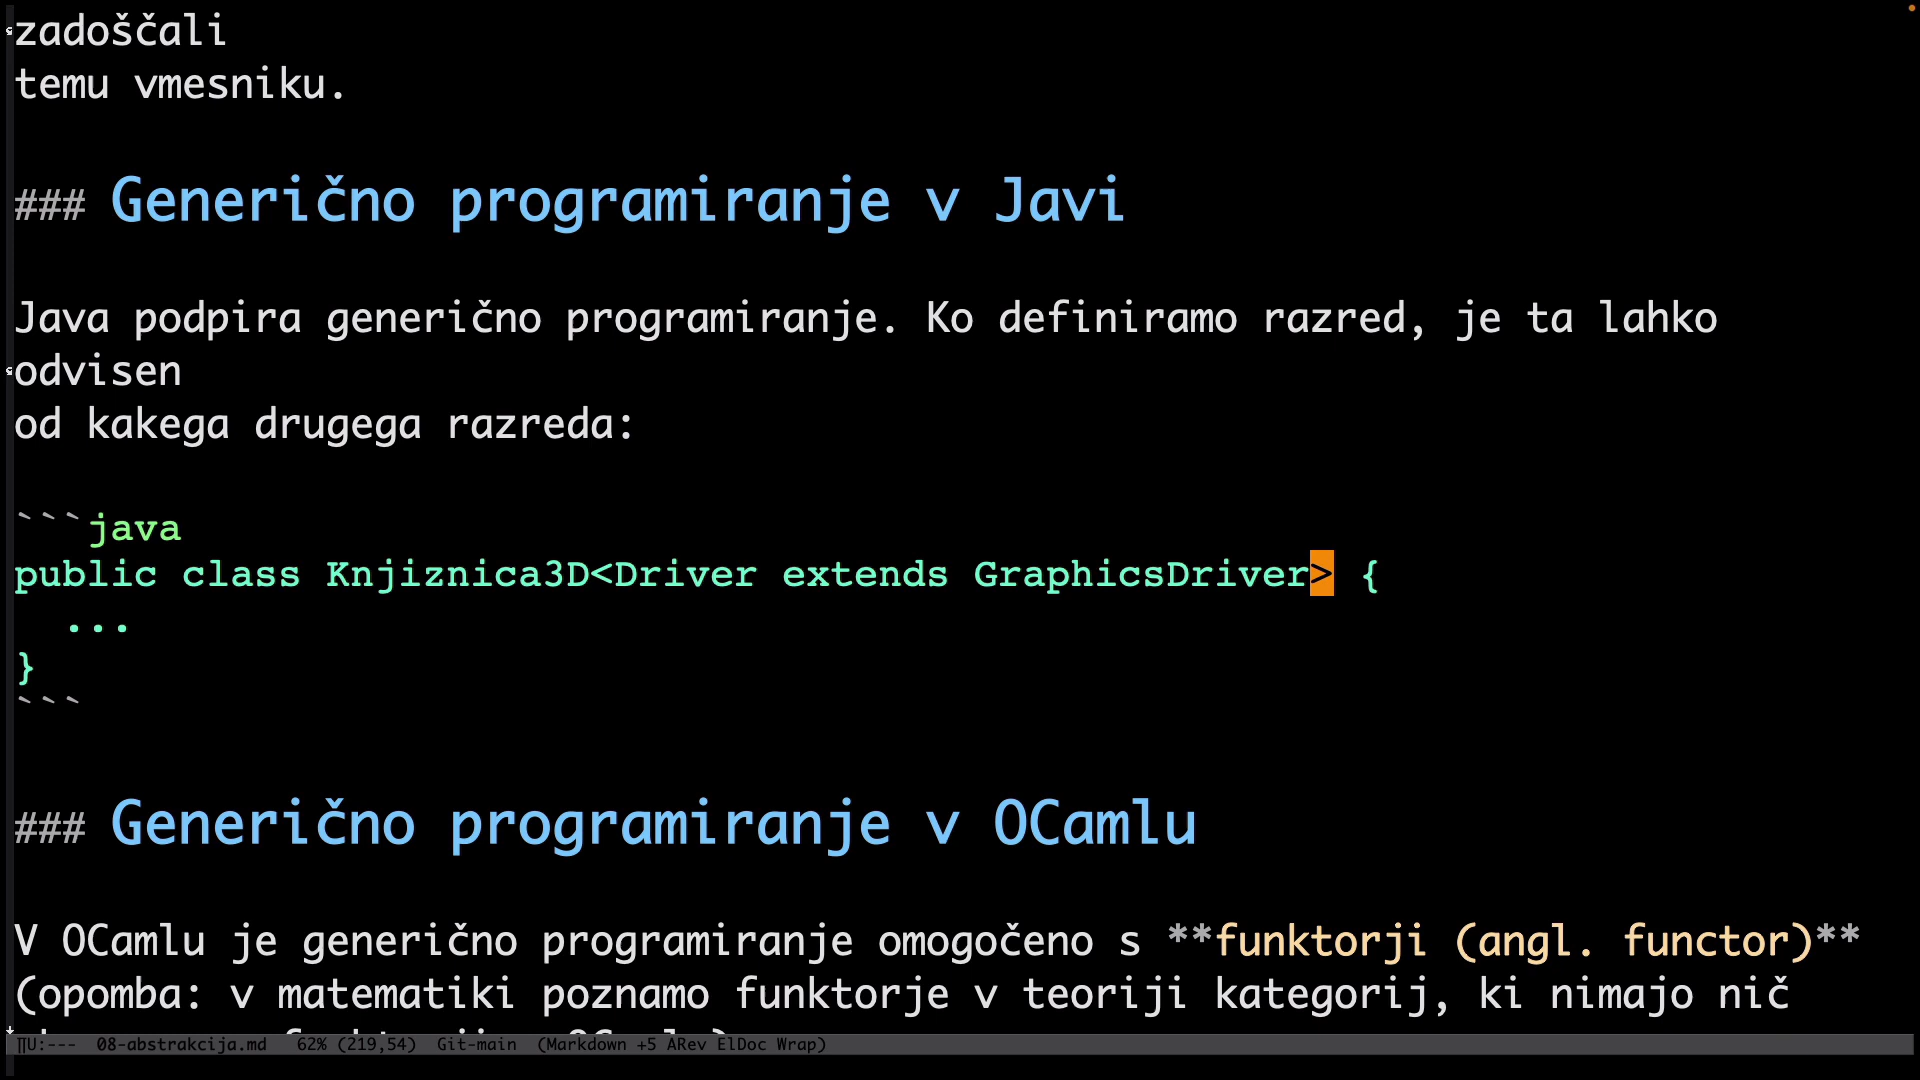 zadoščali
temu vmesniku.
### Generično programiranje v Javi
Java podpira generično programiranje. Ko definiramo razred, je ta lahko
odvisen
od kakega drugega razreda:
```java
public class Knjiznica3D<Driver extends GraphicsDriver> {
  ...
}
```
### Generično programiranje v OCamlu
V OCamlu je generično programiranje omogočeno s **funktorji (angl. functor)**
(opomba: v matematiki poznamo funktorje v teoriji kategorij, ki nimajo nič
U:--- 08-abstrakcija.md 62% (219,54) Git-main (Markdown +5 ARev ElDoc Wrap)